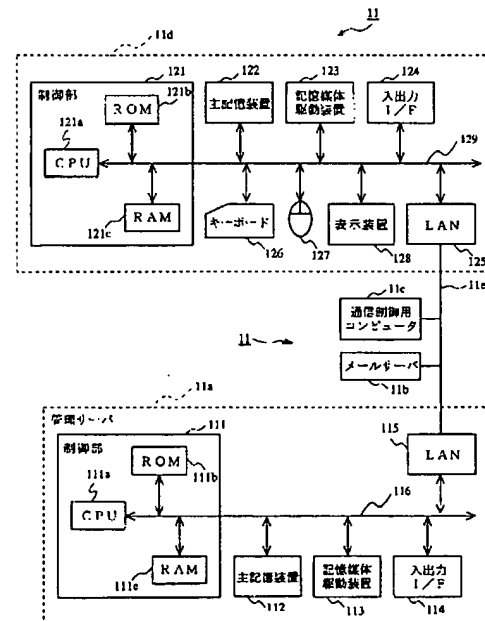 11
11d
121
122
123
124
制御部
121b
ROM
主記憶装置
記憶媒体
駆動装置
入出力
I/F
121a
CPU
129
RAM
121c
キーボード
126
127
表示装置
128
LAN
125
11e
11c
通信制御用
コンピュータ
11
メールサーバ
11b
11a
管理サーバ
111
制御部
111a
ROM
111b
115
LAN
CPU
116
RAM
111c
主記憶装置
112
記憶媒体
駆動装置
113
入出力
I/F
114